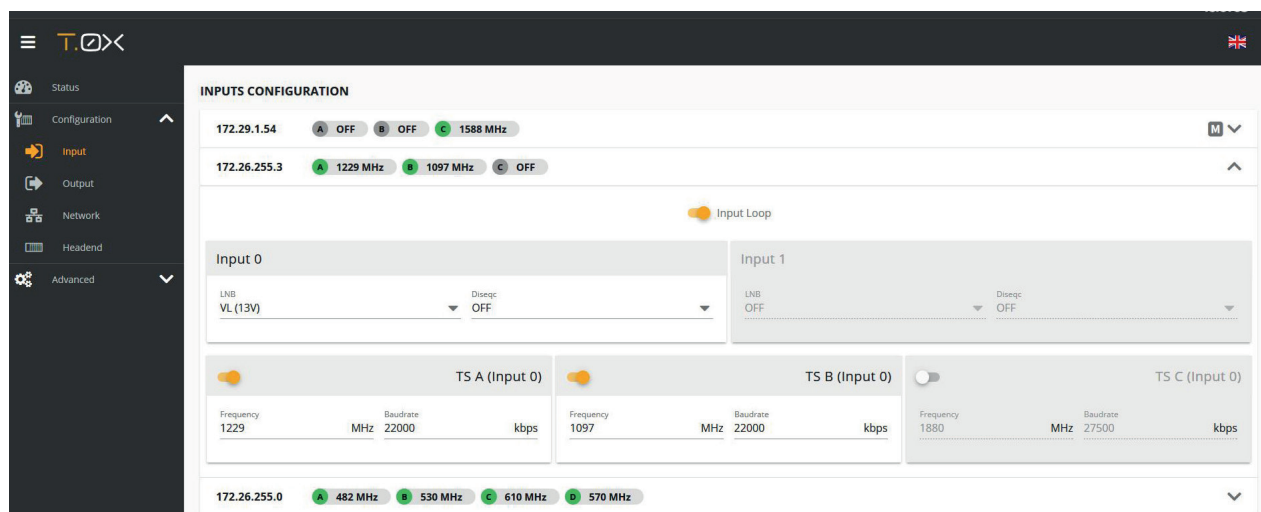 T.0X
Status
Configuration
Input
Output
Network
Headend
Advanced
INPUTS CONFIGURATION
172.29.1.54 A OFF B OFF C 1588 MHz M
172.26.255.3 A 1229 MHz B 1097 MHz C OFF
Input Loop
Input 0 Input 1
LNB Diseqc LNB Diseqc
VL (13V) OFF OFF OFF
TS A (Input 0) TS B (Input 0) TS C (Input 0)
Frequency Baudrate Frequency Baudrate Frequency Baudrate
1229 MHz 22000 kbps 1097 MHz 22000 kbps 1880 MHz 27500 kbps
172.26.255.0 A 482 MHz B 530 MHz C 610 MHz D 570 MHz